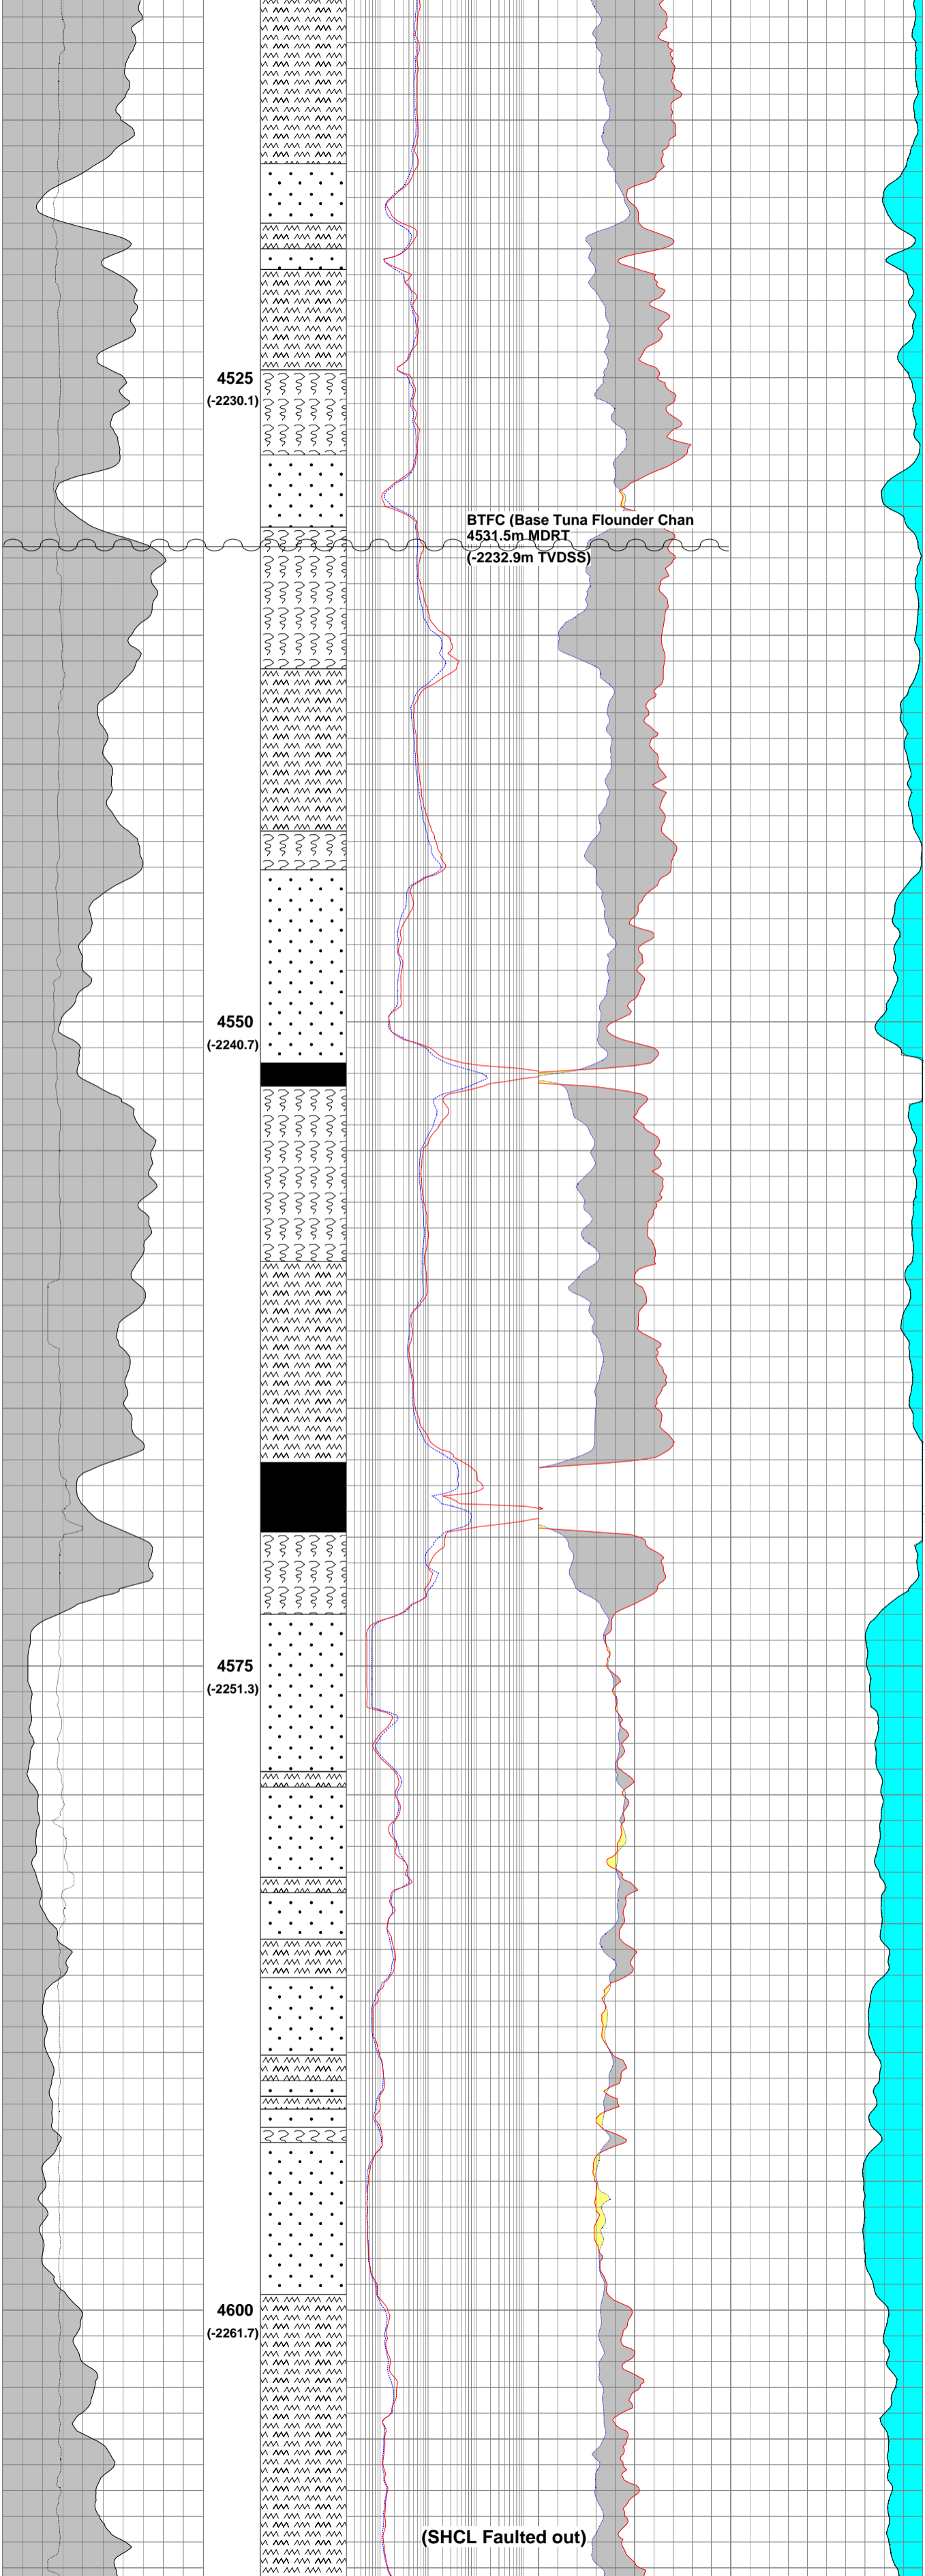 4525
(-2230.1)
BTFC (Base Tuna Flounder Chan
4531.5m MDRT
(-2232.9m TVDSS)
4550
(-2240.7)
4575
(-2251.3)
4600
(-2261.7)
(SHCL Faulted out)